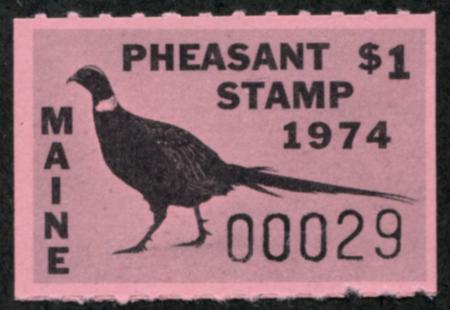 PHEASANT $1
STAMP
1974
MAINE
00029